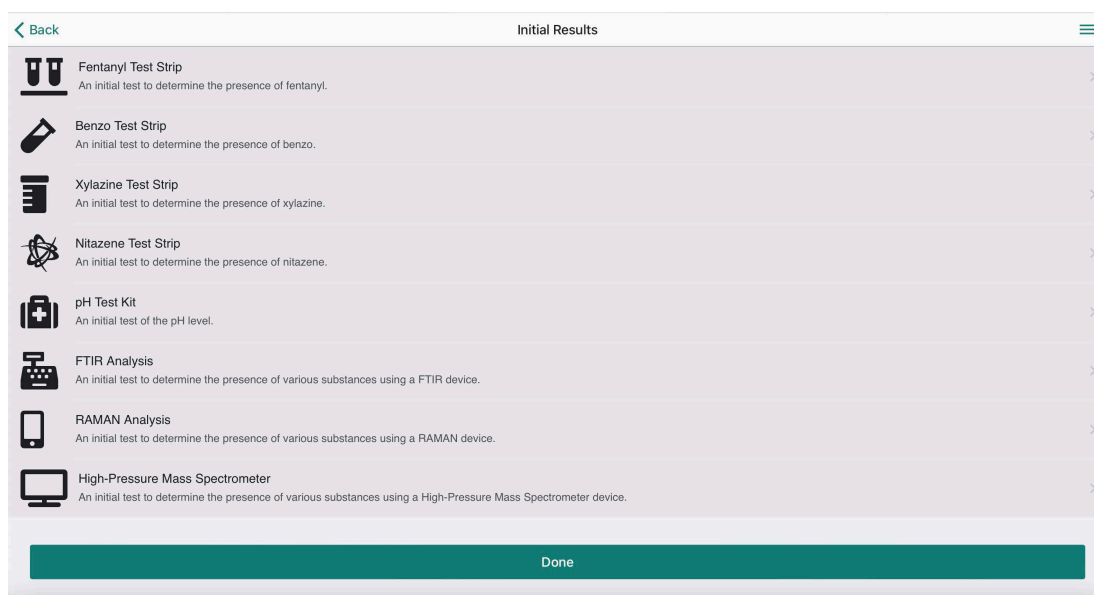 Back
Initial Results
Fentanyl Test Strip
An initial test to determine the presence of fentanyl.
Benzo Test Strip
An initial test to determine the presence of benzo.
Xylazine Test Strip
An initial test to determine the presence of xylazine.
Nitazene Test Strip
An initial test to determine the presence of nitazene.
pH Test Kit
An initial test of the pH level.
FTIR Analysis
An initial test to determine the presence of various substances using a FTIR device.
RAMAN Analysis
An initial test to determine the presence of various substances using a RAMAN device.
High-Pressure Mass Spectrometer
An initial test to determine the presence of various substances using a High-Pressure Mass Spectrometer device.
Done